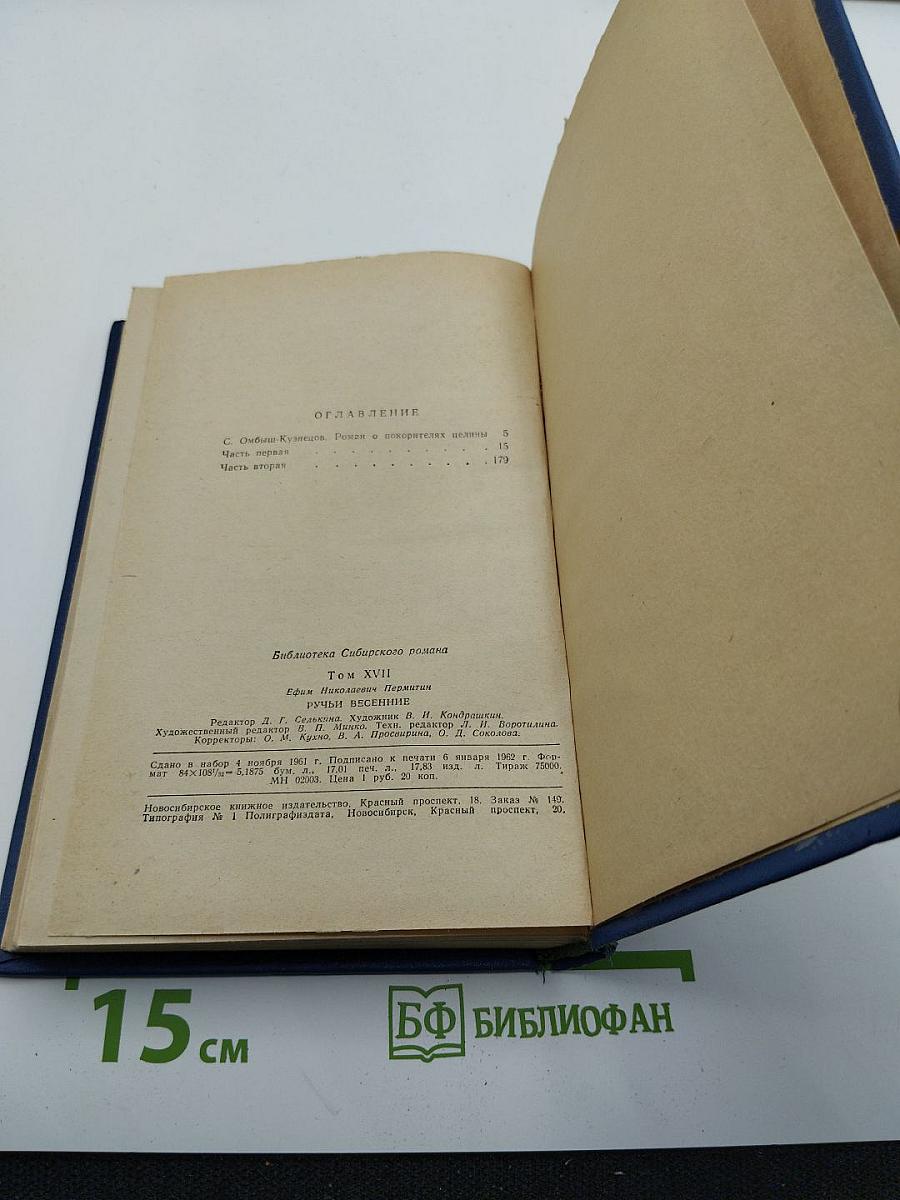 ОГЛАВЛЕНИЕ
С. Омбыш-Кузнецов. Роман о покорителях целины 5
Часть первая . . . . . . . . . . 15
Часть вторая . . . . . . . . . . 179
Библиотека Сибирского романа
Том XVII
Ефим Николаевич Пермитин
РУЧЬИ ВЕСЕННИЕ
Редактор Д. Г. Селькина. Художник В. И. Кондрашкин.
Художественный редактор В. П. Минко. Техн. редактор Л. И. Воротилина.
Корректоры: О. М. Кухно, В. А. Просвирина, О. Д. Соколова.
Сдано в набор 4 ноября 1961 г. Подписано к печати 6 января 1962 г. Фор-
мат 84×108¹/₃₂= 5,1875 бум. л., 17,01 печ. л., 17,83 изд. л. Тираж 75000.
МН 02003. Цена 1 руб. 20 коп.
Новосибирское книжное издательство, Красный проспект, 18. Заказ № 149.
Типография № 1 Полиграфиздата, Новосибирск, Красный проспект, 20.
15 см
БФ БИБЛИОФАН